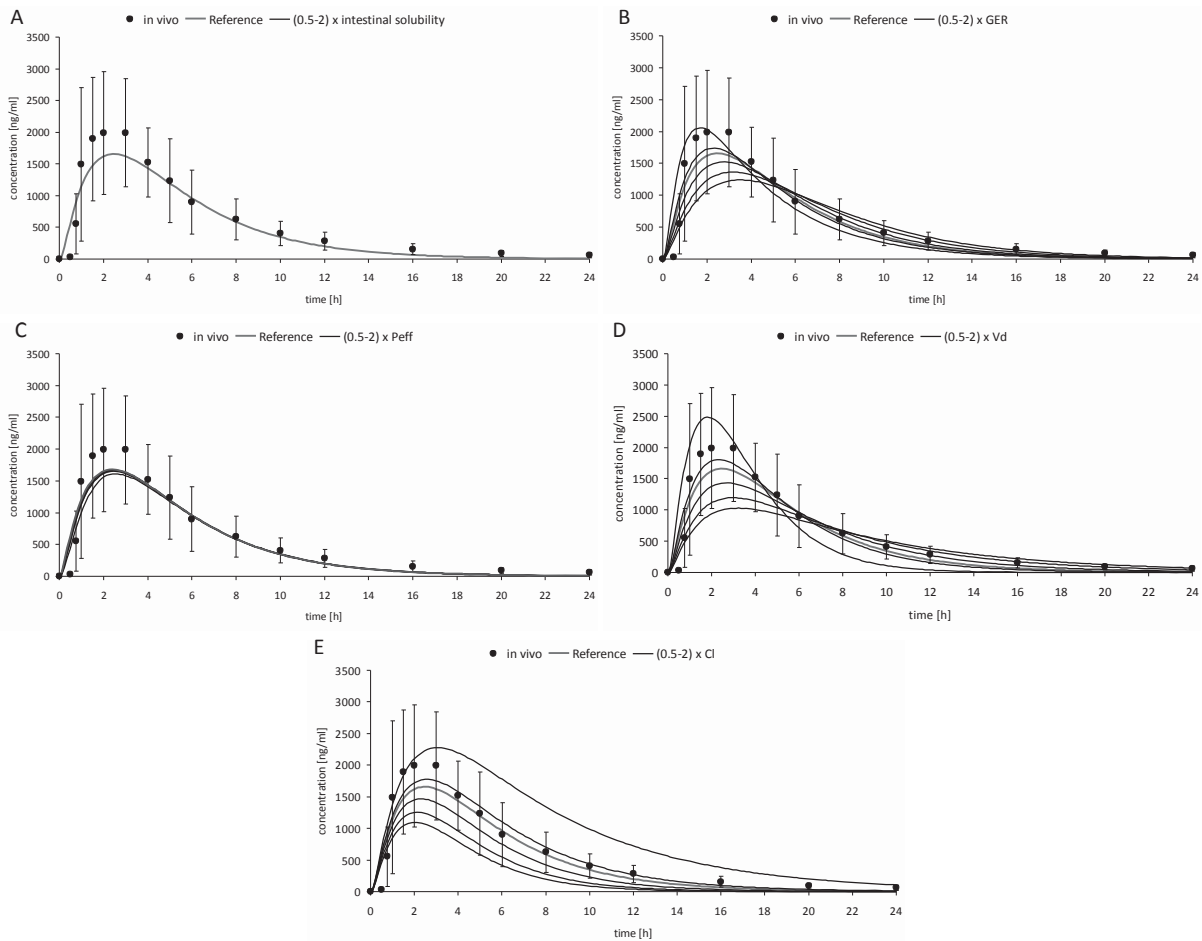 A
in vivo Reference (0.5-2) x intestinal solubility
concentration [ng/ml]
3500
3000
2500
2000
1500
1000
500
0
0 2 4 6 8 10 12 14 16 18 20 22 24
time [h]
B
in vivo Reference (0.5-2) x GER
concentration [ng/ml]
3500
3000
2500
2000
1500
1000
500
0
0 2 4 6 8 10 12 14 16 18 20 22 24
time [h]
C
in vivo Reference (0.5-2) x Peff
concentration [ng/ml]
3500
3000
2500
2000
1500
1000
500
0
0 2 4 6 8 10 12 14 16 18 20 22 24
time [h]
D
in vivo Reference (0.5-2) x Vd
concentration [ng/ml]
3500
3000
2500
2000
1500
1000
500
0
0 2 4 6 8 10 12 14 16 18 20 22 24
time [h]
E
in vivo Reference (0.5-2) x Cl
concentration [ng/ml]
3500
3000
2500
2000
1500
1000
500
0
0 2 4 6 8 10 12 14 16 18 20 22 24
time [h]